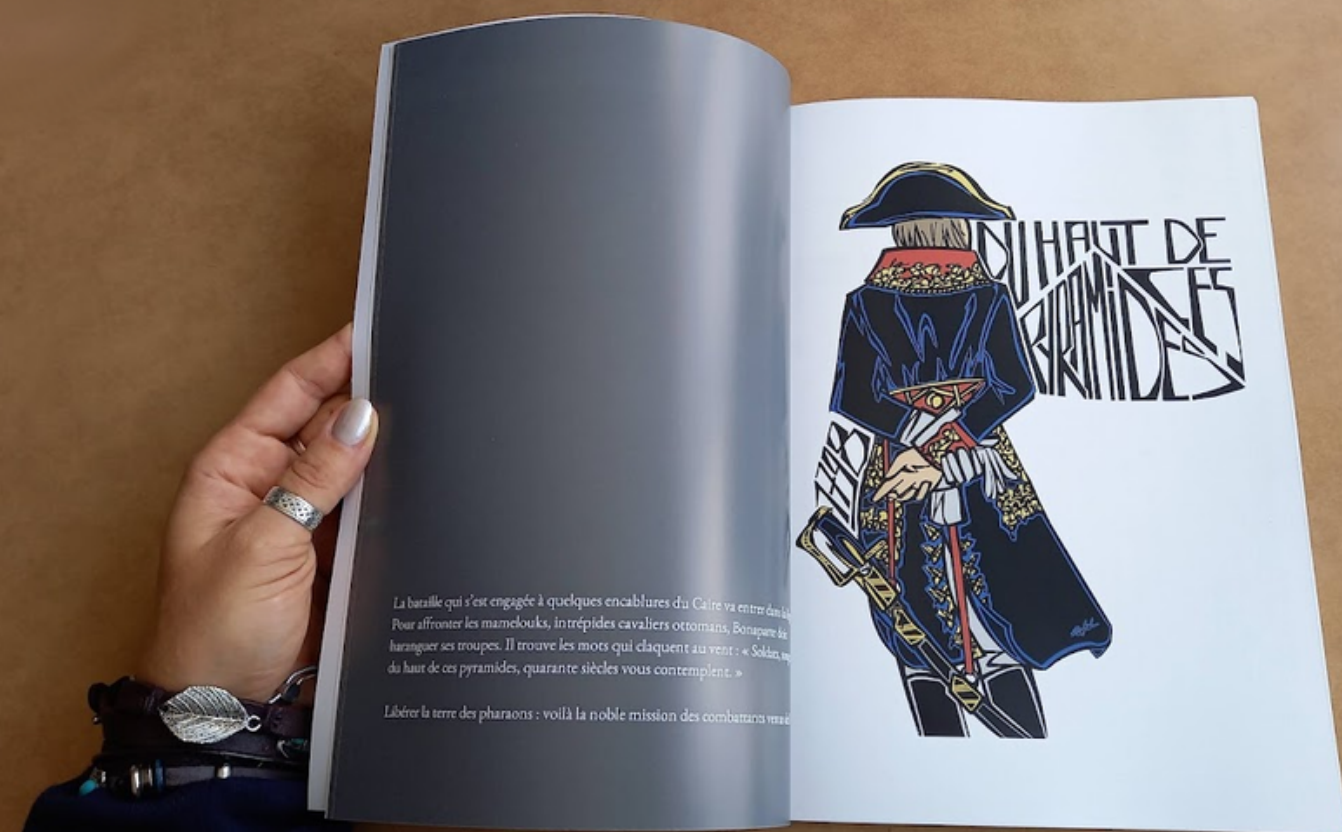 La bataille qui s'est engagée à quelques encablures du Caire va entrer dans
Pour affronter les mamelouks, intrépides cavaliers ottomans, Bonaparte doit
haranguer ses troupes. Il trouve les mots qui claquent au vent : « Soldats,
du haut de ces pyramides, quarante siècles vous contemplent. »
Libérer la terre des pharaons : voilà la noble mission des combattants
DU HAUT DE
CES
PYRAMIDES
1798